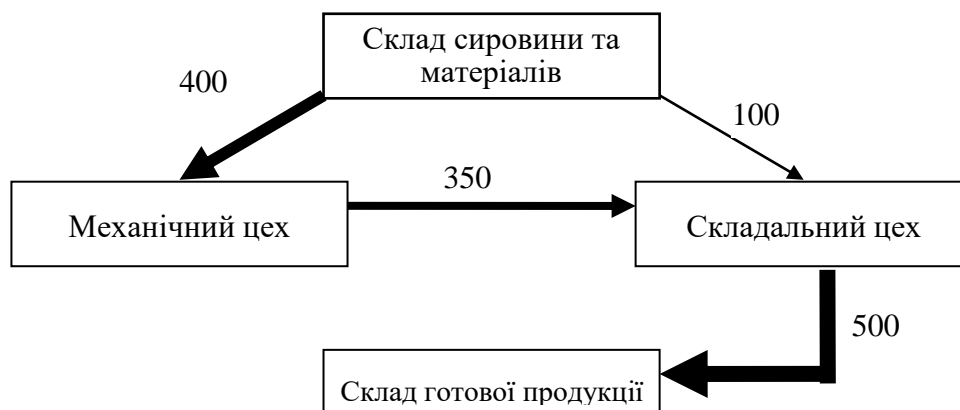 Склад сировини та
матеріалів
400
100
350
Механічний цех
Складальний цех
500
Склад готової продукції